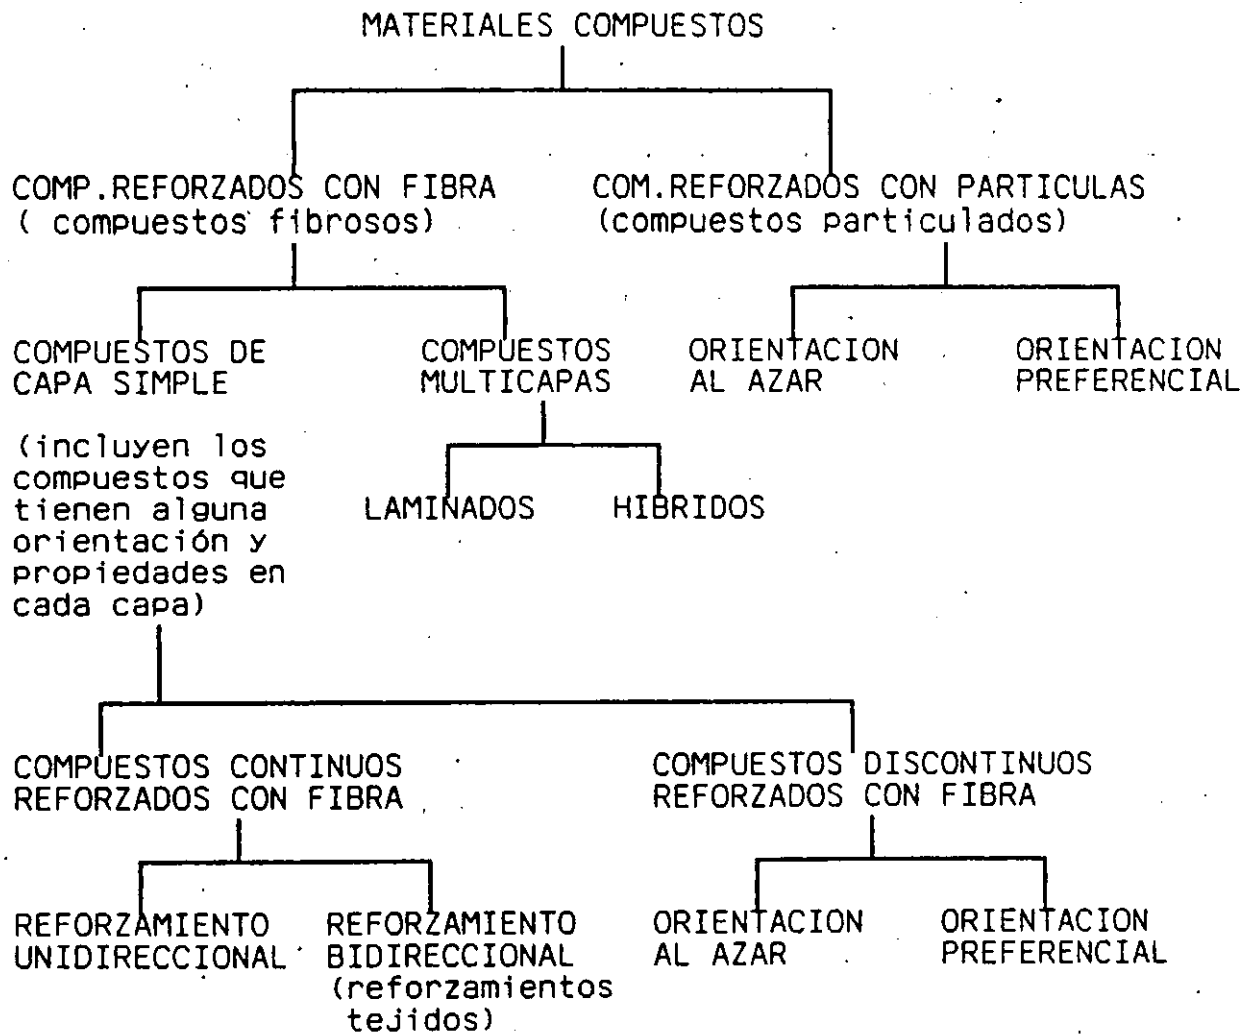 MATERIALES COMPUESTOS
COMP.REFORZADOS CON FIBRA
( compuestos fibrosos)
COM.REFORZADOS CON PARTICULAS
(compuestos particulados)
COMPUESTOS DE
CAPA SIMPLE
(incluyen los
compuestos que
tienen alguna
orientación y
propiedades en
cada capa)
COMPUESTOS
MULTICAPAS
LAMINADOS
HIBRIDOS
ORIENTACION
AL AZAR
ORIENTACION
PREFERENCIAL
COMPUESTOS CONTINUOS
REFORZADOS CON FIBRA
COMPUESTOS DISCONTINUOS
REFORZADOS CON FIBRA
REFORZAMIENTO
UNIDIRECCIONAL
REFORZAMIENTO
BIDIRECCIONAL
(reforzamientos
tejidos)
ORIENTACION
AL AZAR
ORIENTACION
PREFERENCIAL